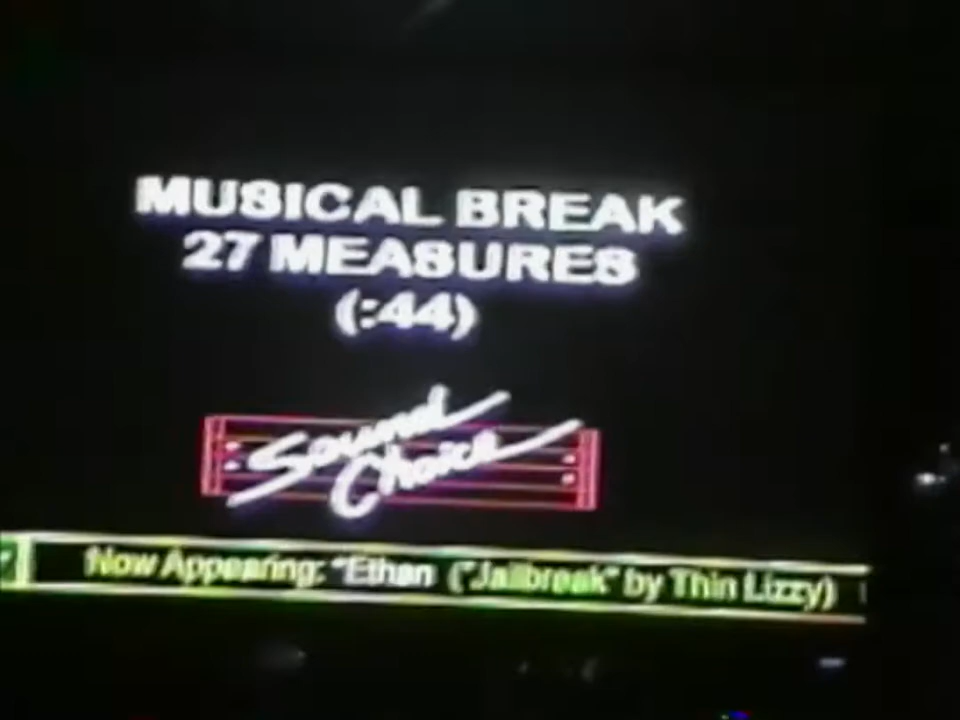 MUSICAL BREAK
27 MEASURES
(:44)
Sound
Choice
Now Appearing: "Ethan ("Jailbreak" by Thin Lizzy)